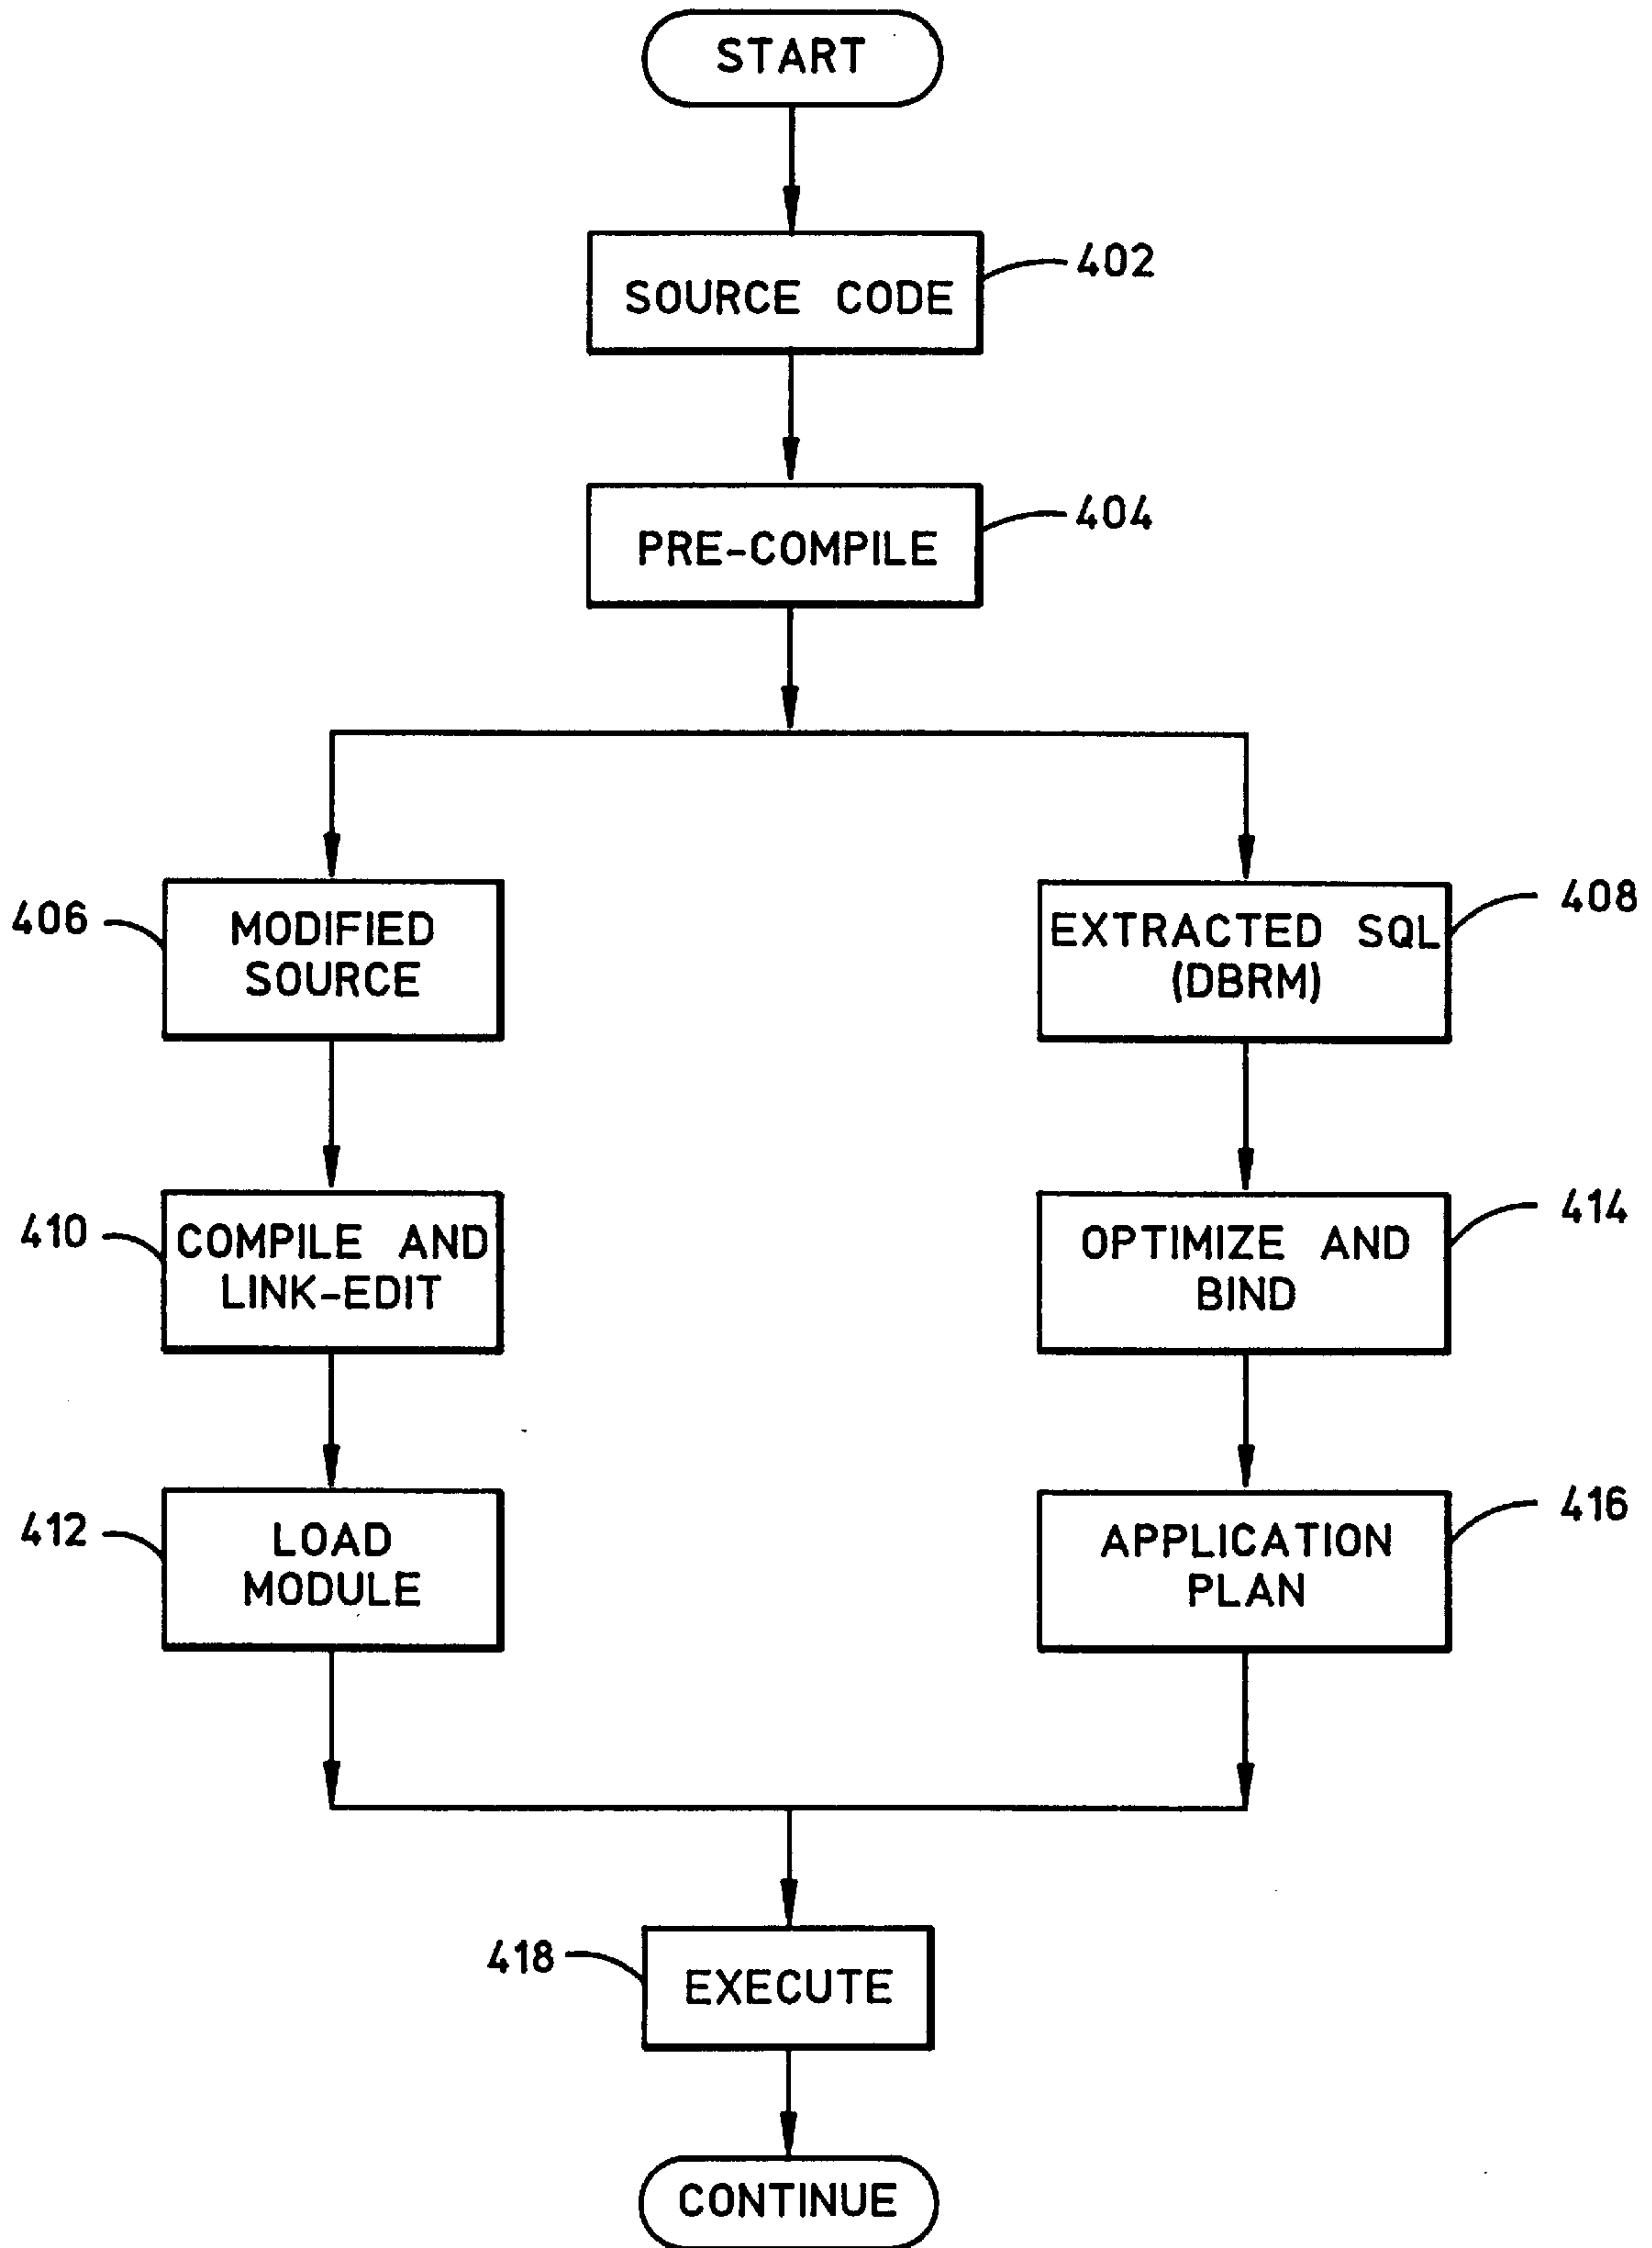 START
402
SOURCE CODE
404
PRE-COMPILE
406
MODIFIED
SOURCE
408
EXTRACTED SQL
(DBRM)
410
COMPILE AND
LINK-EDIT
414
OPTIMIZE AND
BIND
412
LOAD
MODULE
416
APPLICATION
PLAN
418
EXECUTE
CONTINUE